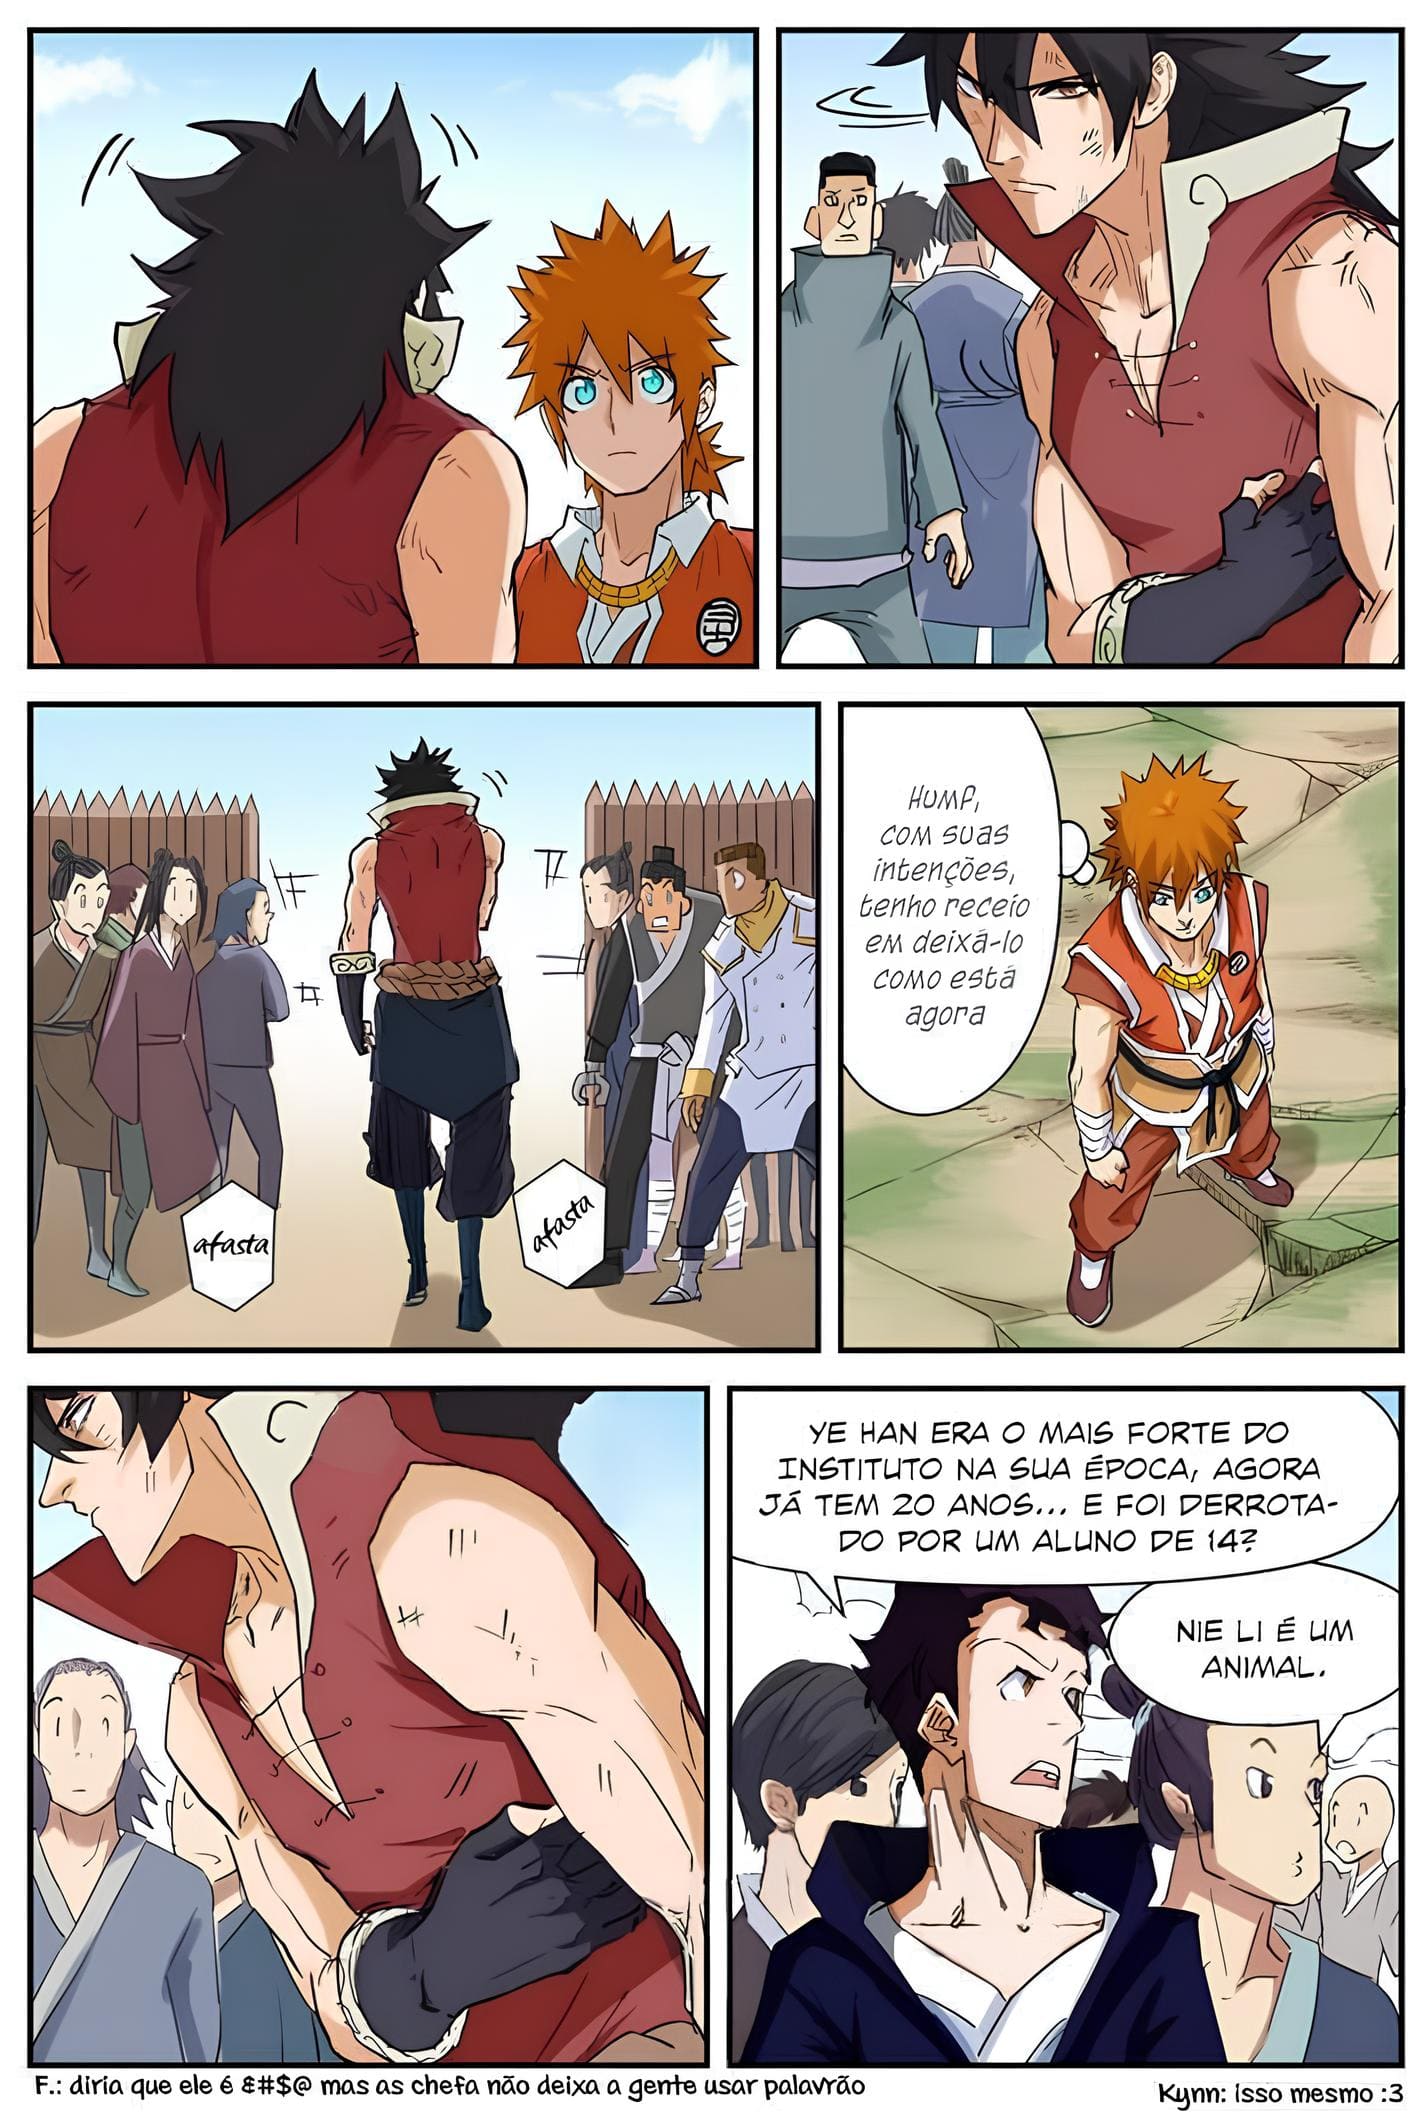 HUMP,
COM SUAS
INTENÇÕES,
TENHO RECEIO
EM DEIXÁ-LO
COMO ESTÁ
AGORA
afasta
afasta
YE HAN ERA O MAIS FORTE DO
INSTITUTO NA SUA ÉPOCA, AGORA
JÁ TEM 20 ANOS... E FOI DERROTA-
DO POR UM ALUNO DE 14?
NIE LI É UM
ANIMAL.
F.: diria que ele é &#$@ mas as chefa não deixa a gente usar palavrão
Kynn: isso mesmo :3